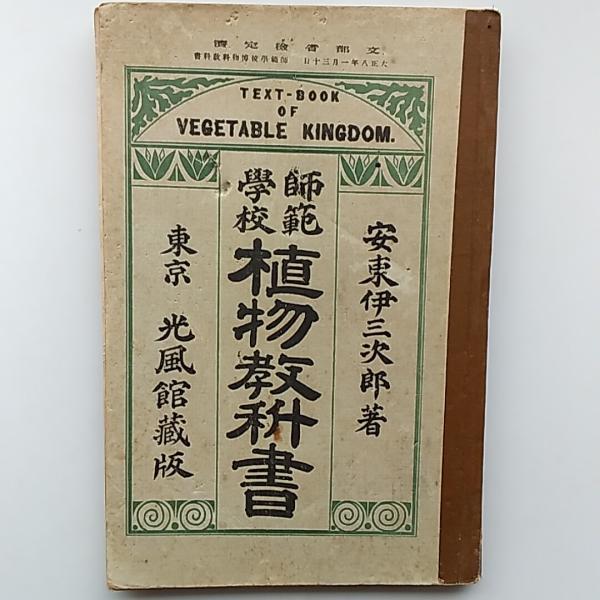 文部省検定済
大正八年一月三十日 師範學校博物科教科書
TEXT-BOOK
OF
VEGETABLE KINGDOM.
安東伊三次郎著
師範
學校
植物教科書
東京 光風館藏版